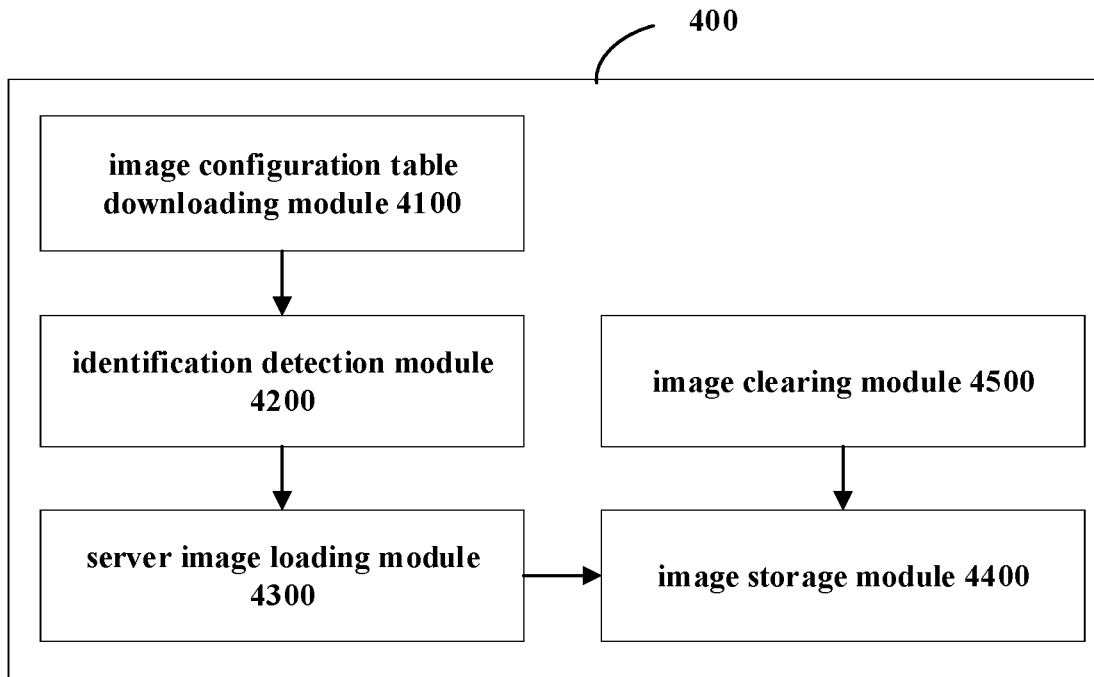 400
image configuration table
downloading module 4100
identification detection module
4200
image clearing module 4500
server image loading module
4300
image storage module 4400